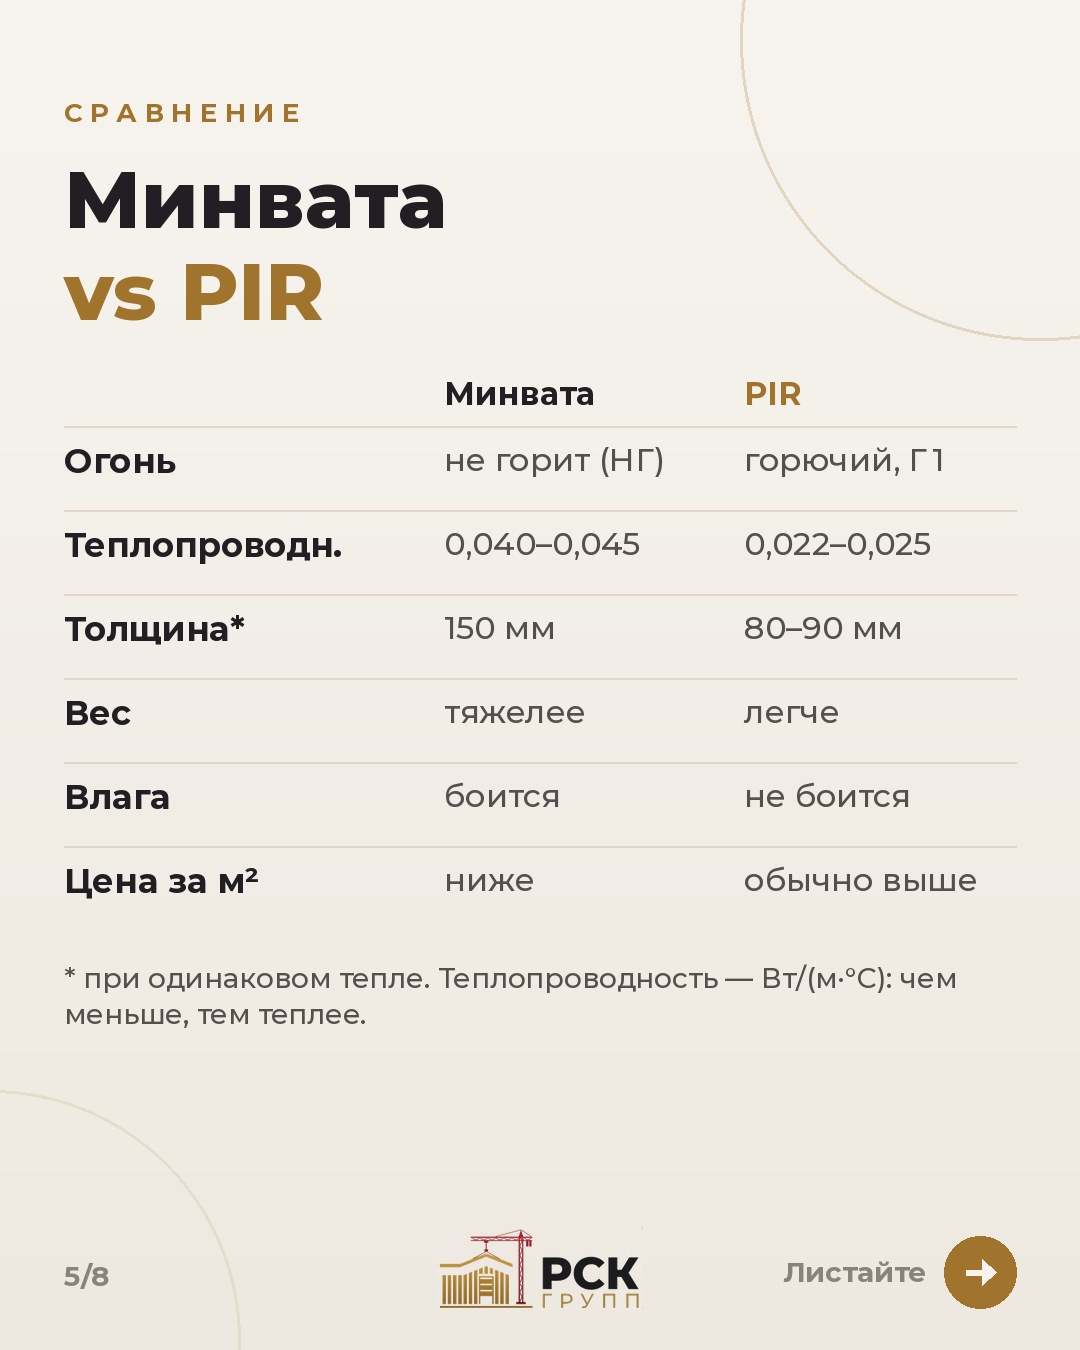 СРАВНЕНИЕ
Минвата
vs PIR
Минвата PIR
Огонь не горит (НГ) горючий, Г1
Теплопроводн. 0,040–0,045 0,022–0,025
Толщина* 150 мм 80–90 мм
Вес тяжелее легче
Влага боится не боится
Цена за м² ниже обычно выше
* при одинаковом тепле. Теплопроводность — Вт/(м·°С): чем
меньше, тем теплее.
5/8
РСК
ГРУПП
Листайте